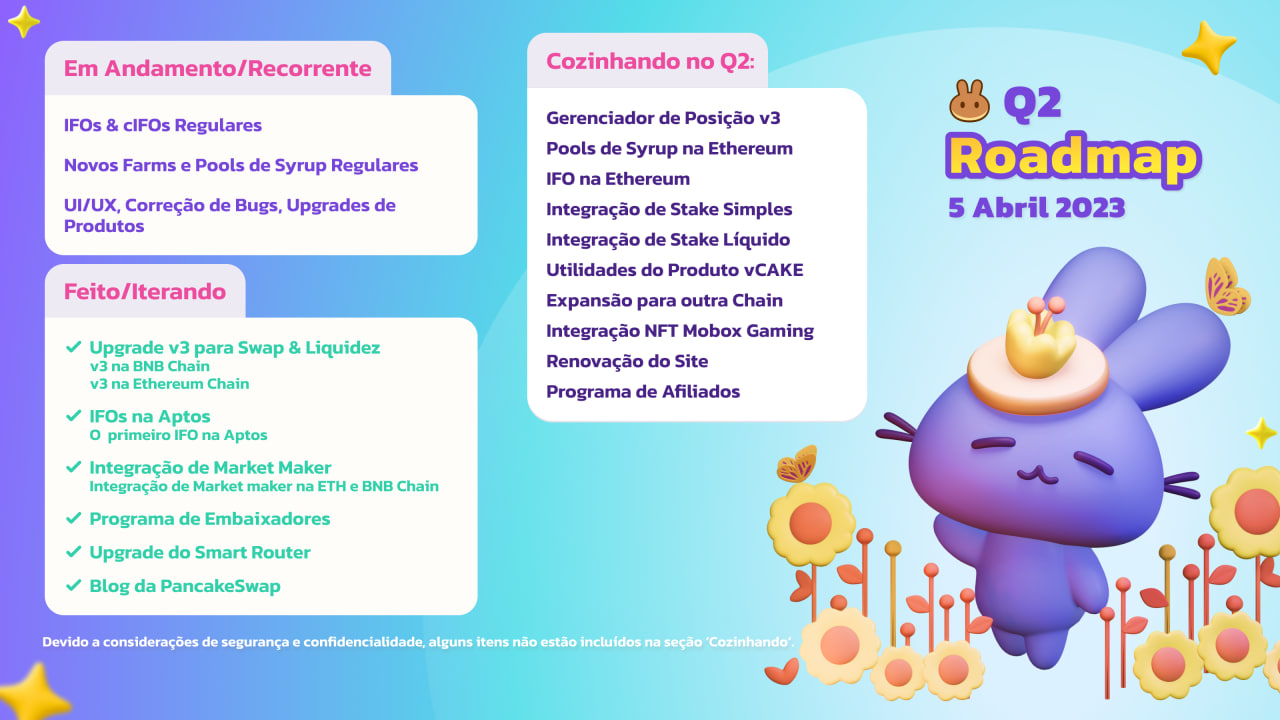 Em Andamento/Recorrente
IFOs & cIFOs Regulares
Novos Farms e Pools de Syrup Regulares
UI/UX, Correção de Bugs, Upgrades de
Produtos
Feito/Iterando
Upgrade v3 para Swap & Liquidez
v3 na BNB Chain
v3 na Ethereum Chain
IFOs na Aptos
O primeiro IFO na Aptos
Integração de Market Maker
Integração de Market maker na ETH e BNB Chain
Programa de Embaixadores
Upgrade do Smart Router
Blog da PancakeSwap
Cozinhando no Q2:
Gerenciador de Posição v3
Pools de Syrup na Ethereum
IFO na Ethereum
Integração de Stake Simples
Integração de Stake Líquido
Utilidades do Produto vCAKE
Expansão para outra Chain
Integração NFT Mobox Gaming
Renovação do Site
Programa de Afiliados
Q2
Roadmap
5 Abril 2023
Devido a considerações de segurança e confidencialidade, alguns itens não estão incluídos na seção ‘Cozinhando’.